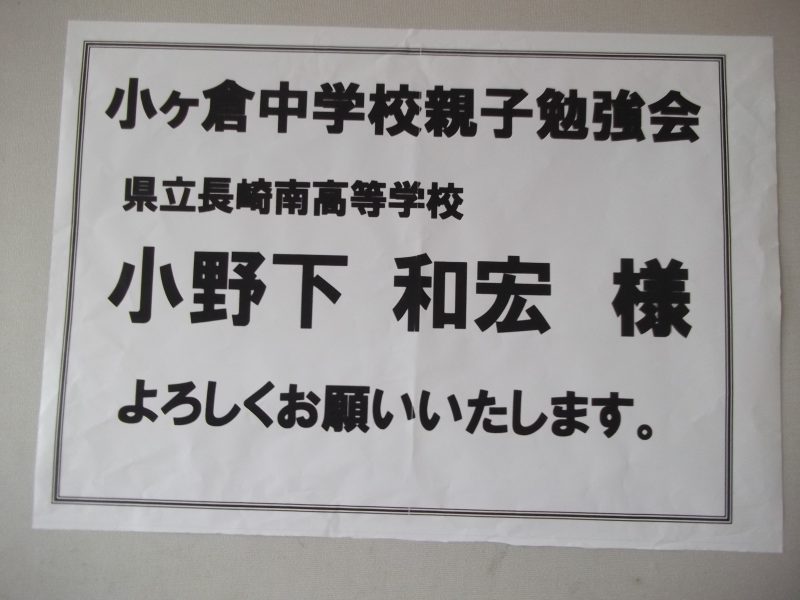 小ヶ倉中学校親子勉強会
県立長崎南高等学校
小野下 和宏 様
よろしくお願いいたします。